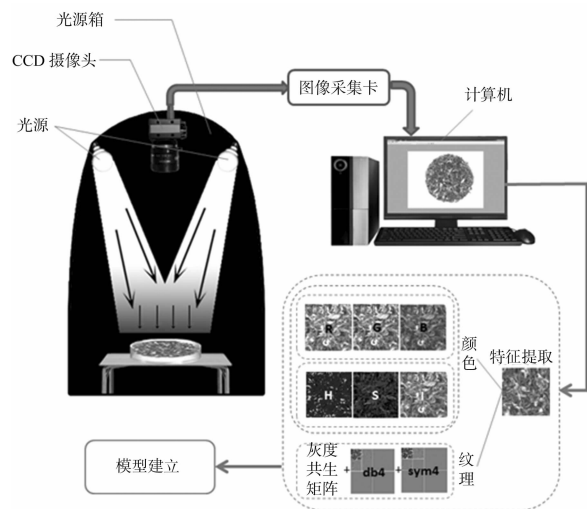 光源箱
CCD 摄像头
图像采集卡
计算机
光源
R
G
B
颜色
特征提取
H
S
I
灰度
共生
矩阵
+
db4
+
sym4
纹理
模型建立